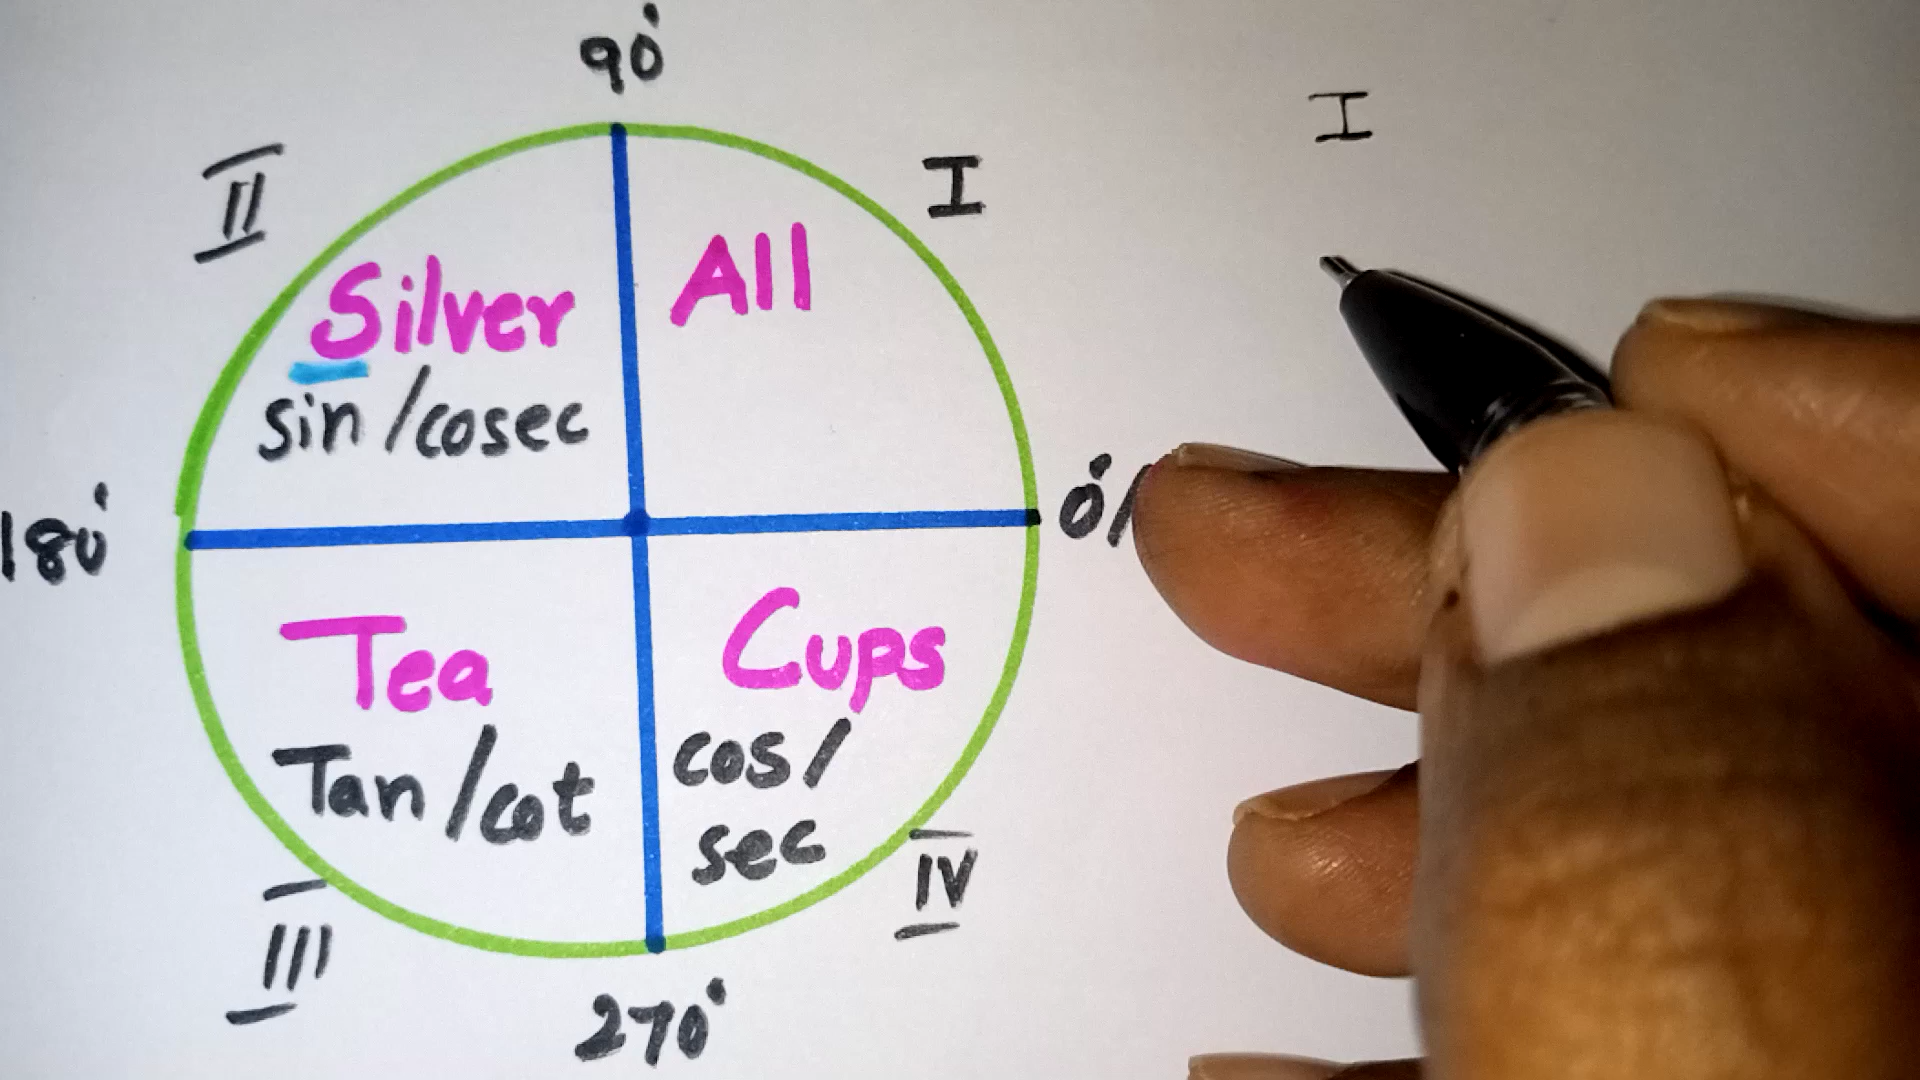 90°
I
II
I
All
Silver
sin/cosec
0°/
180°
Tea
Cups
Tan/cot
cos/
sec
IV
III
270°